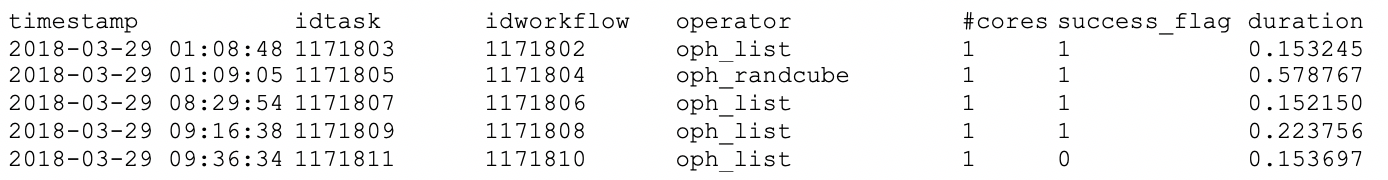 timestamp idtask idworkflow operator #cores success_flag duration
2018-03-29 01:08:48 1171803 1171802 oph_list 1 1 0.153245
2018-03-29 01:09:05 1171805 1171804 oph_randcube 1 1 0.578767
2018-03-29 08:29:54 1171807 1171806 oph_list 1 1 0.152150
2018-03-29 09:16:38 1171809 1171808 oph_list 1 1 0.223756
2018-03-29 09:36:34 1171811 1171810 oph_list 1 0 0.153697